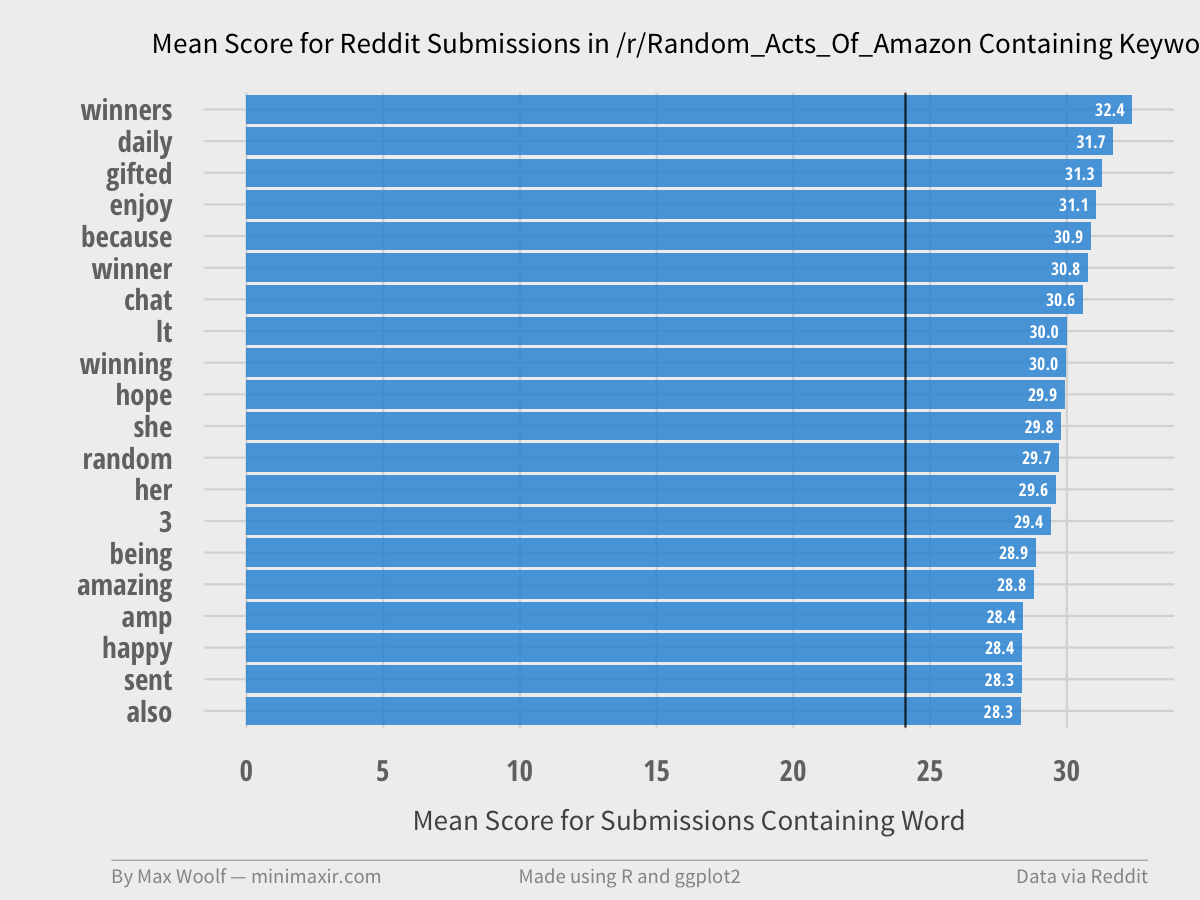 Mean Score for Reddit Submissions in /r/Random_Acts_Of_Amazon Containing Keywo
winners 32.4
daily 31.7
gifted 31.3
enjoy 31.1
because 30.9
winner 30.8
chat 30.6
lt 30.0
winning 30.0
hope 29.9
she 29.8
random 29.7
her 29.6
3 29.4
being 28.9
amazing 28.8
amp 28.4
happy 28.4
sent 28.3
also 28.3
0 5 10 15 20 25 30
Mean Score for Submissions Containing Word
By Max Woolf — minimaxir.com Made using R and ggplot2 Data via Reddit